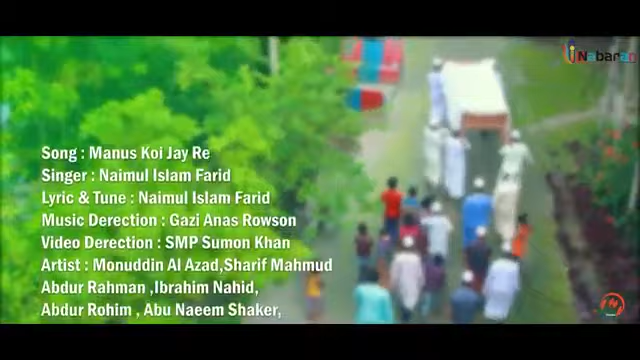 Nabaran
Song : Manus Koi Jay Re
Singer : Naimul Islam Farid
Lyric & Tune : Naimul Islam Farid
Music Derection : Gazi Anas Rowson
Video Derection : SMP Sumon Khan
Artist : Monuddin Al Azad,Sharif Mahmud
Abdur Rahman ,Ibrahim Nahid,
Abdur Rohim , Abu Naeem Shaker,